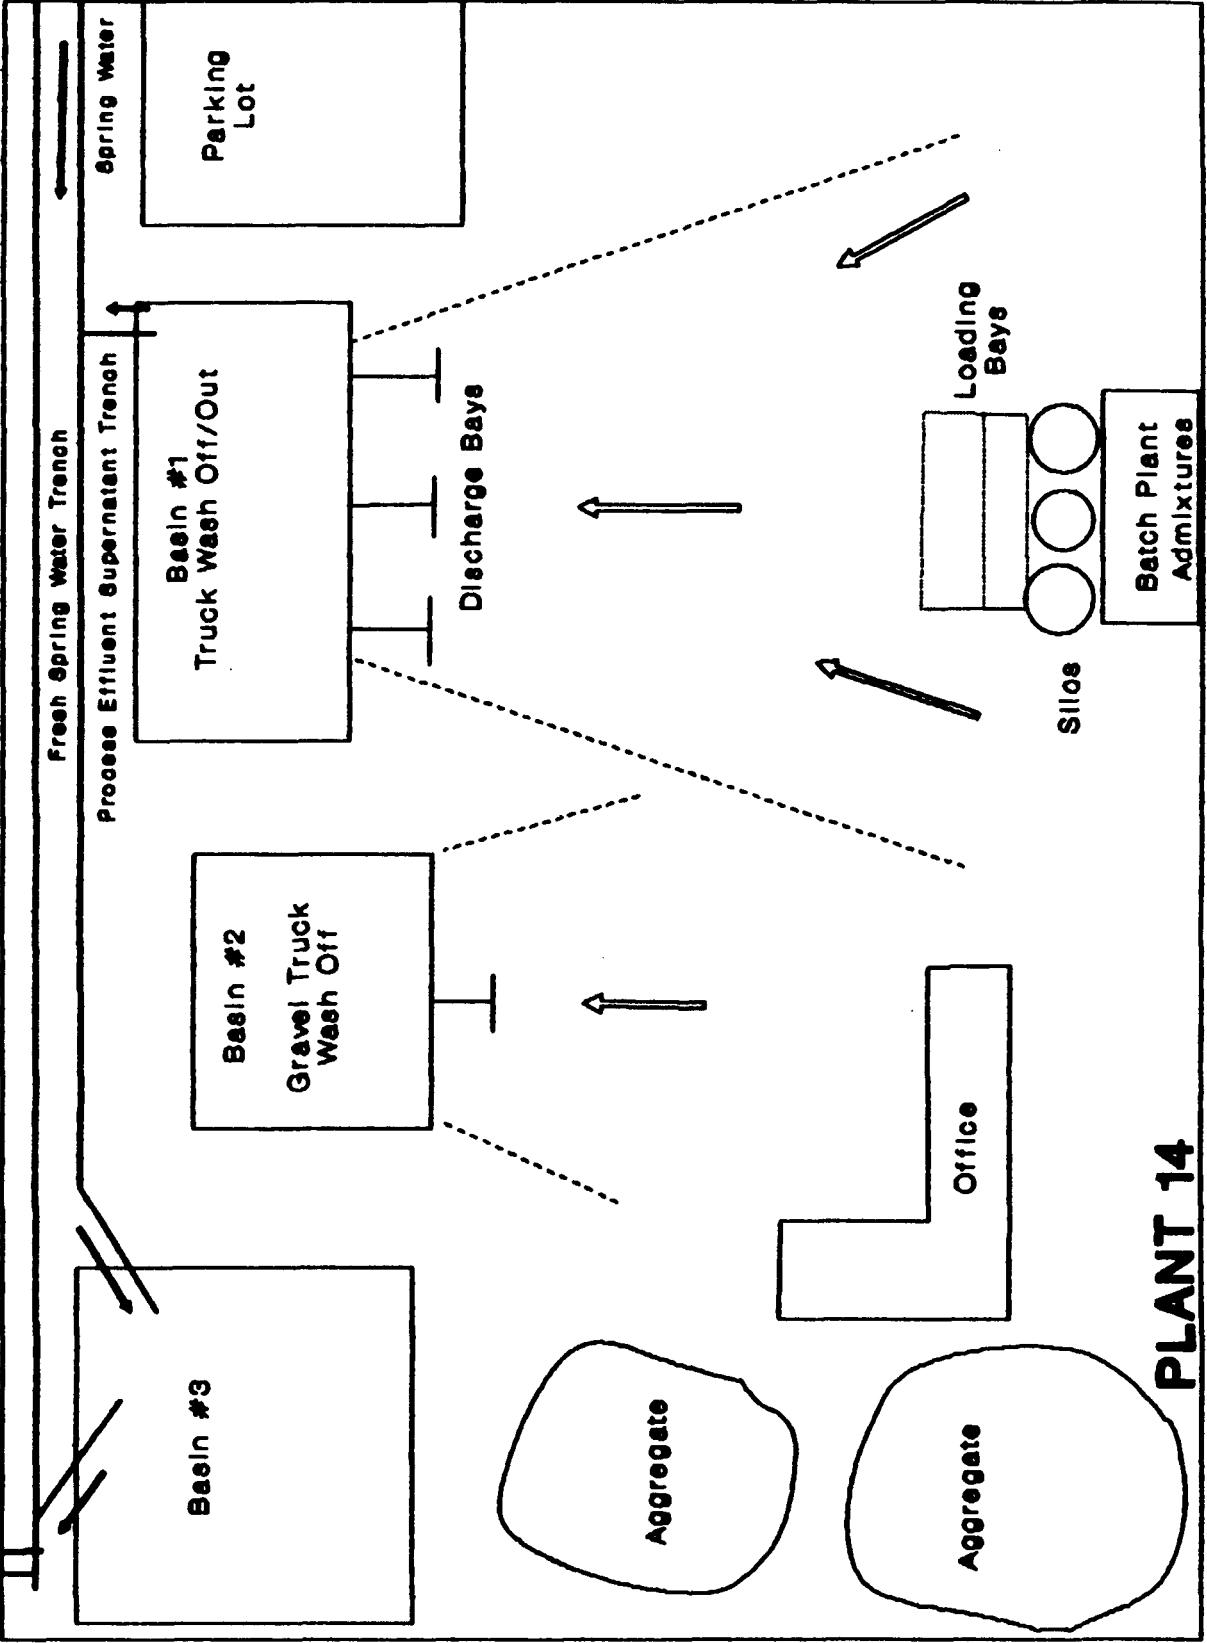 Fresh Spring Water Trench
Spring Water
Process Effluent Supernatant Trench
Basin #3
Basin #2
Gravel Truck
Wash Off
Basin #1
Truck Wash Off/Out
Parking
Lot
Discharge Bays
Aggregate
Aggregate
Office
Loading
Bays
Silos
Batch Plant
Admixtures
PLANT 14